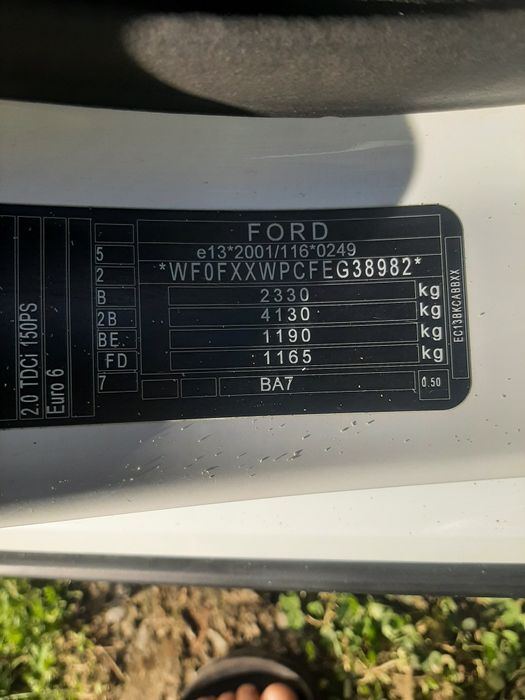 FORD
5 e13*2001/116*0249
2 *WF0FXXWPCFEG38982*
B 2330 kg
2B 4130 kg
BE 1190 kg
FD 1165 kg
7 BA7 0.50
2.0 TDCi 150PS
Euro 6
EC13BKCABBXX